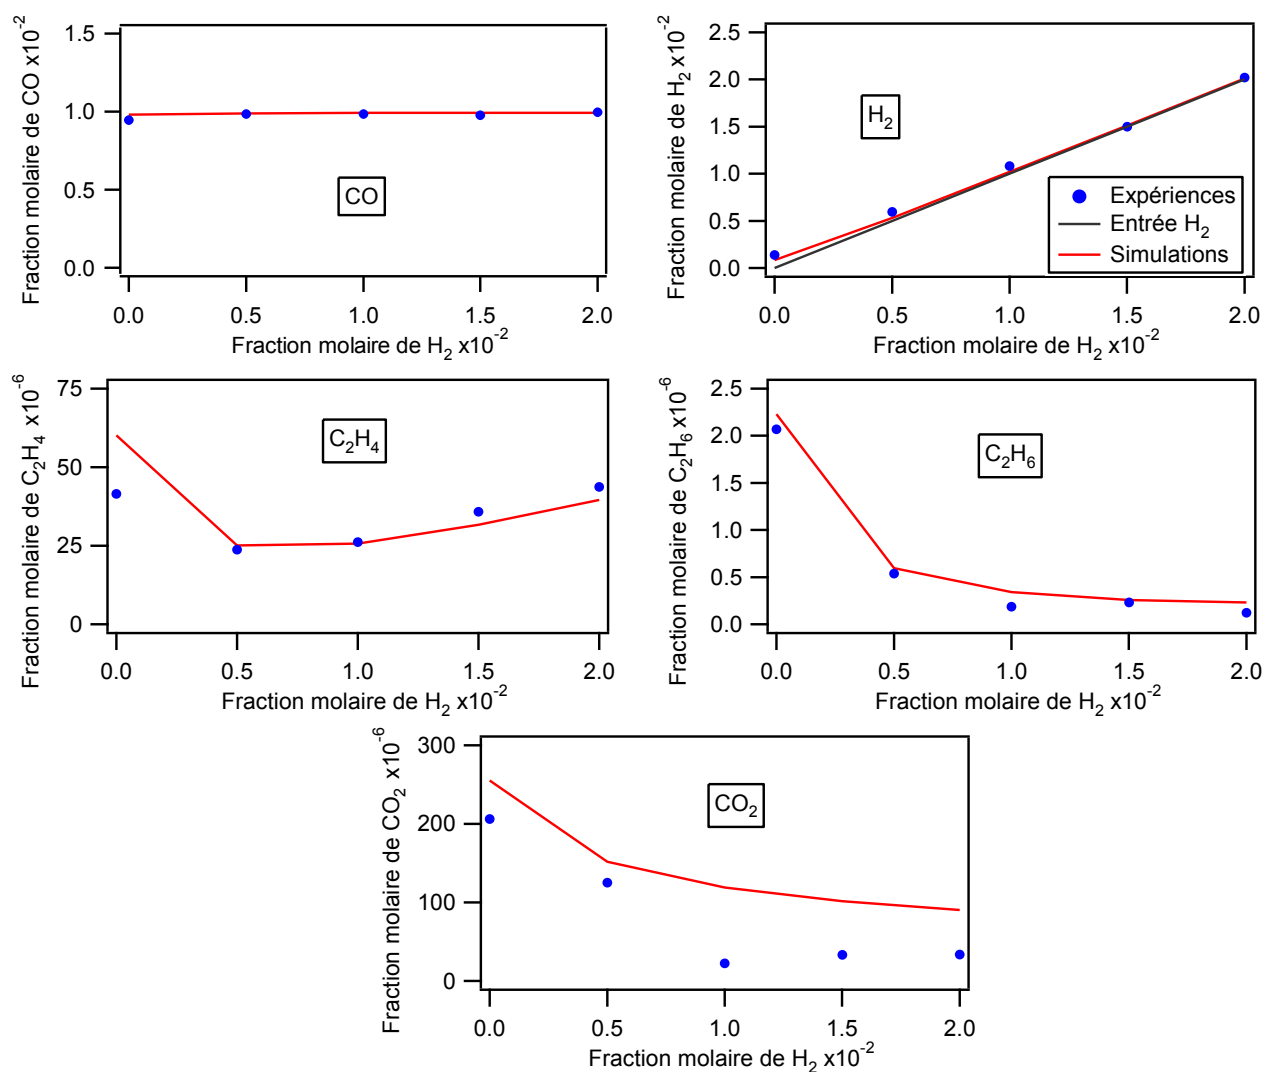 Fraction molaire de CO x10⁻²
1.5
1.0
0.5
0.0
CO
0.0 0.5 1.0 1.5 2.0
Fraction molaire de H₂ x10⁻²
Fraction molaire de H₂ x10⁻²
2.5
2.0
1.5
1.0
0.5
0.0
H₂
Expériences
Entrée H₂
Simulations
0.0 0.5 1.0 1.5 2.0
Fraction molaire de H₂ x10⁻²
Fraction molaire de C₂H₄ x10⁻⁶
75
50
25
0
C₂H₄
0.0 0.5 1.0 1.5 2.0
Fraction molaire de H₂ x10⁻²
Fraction molaire de C₂H₆ x10⁻⁶
2.5
2.0
1.5
1.0
0.5
0.0
C₂H₆
0.0 0.5 1.0 1.5 2.0
Fraction molaire de H₂ x10⁻²
Fraction molaire de CO₂ x10⁻⁶
300
200
100
0
CO₂
0.0 0.5 1.0 1.5 2.0
Fraction molaire de H₂ x10⁻²